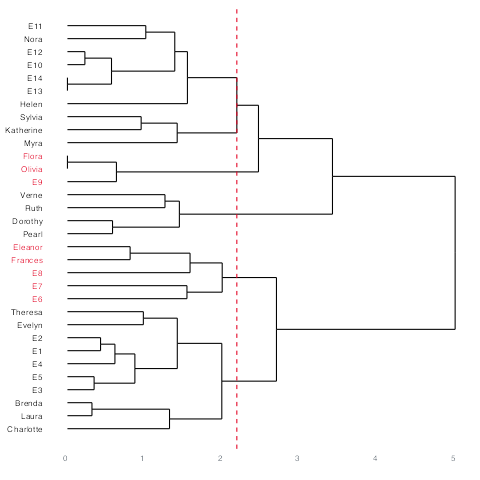 E11
Nora
E12
E10
E14
E13
Helen
Sylvia
Katherine
Myra
Flora
Olivia
E9
Verne
Ruth
Dorothy
Pearl
Eleanor
Frances
E8
E7
E6
Theresa
Evelyn
E2
E1
E4
E5
E3
Brenda
Laura
Charlotte
0 1 2 3 4 5